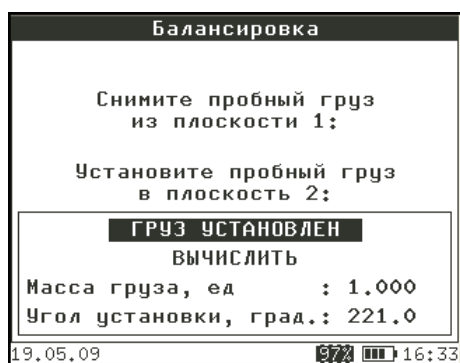 Балансировка
Снимите пробный груз
из плоскости 1:
Установите пробный груз
в плоскость 2:
ГРУЗ УСТАНОВЛЕН
ВЫЧИСЛИТЬ
Масса груза, ед : 1.000
Угол установки, град.: 221.0
19.05.09 97% 16:33